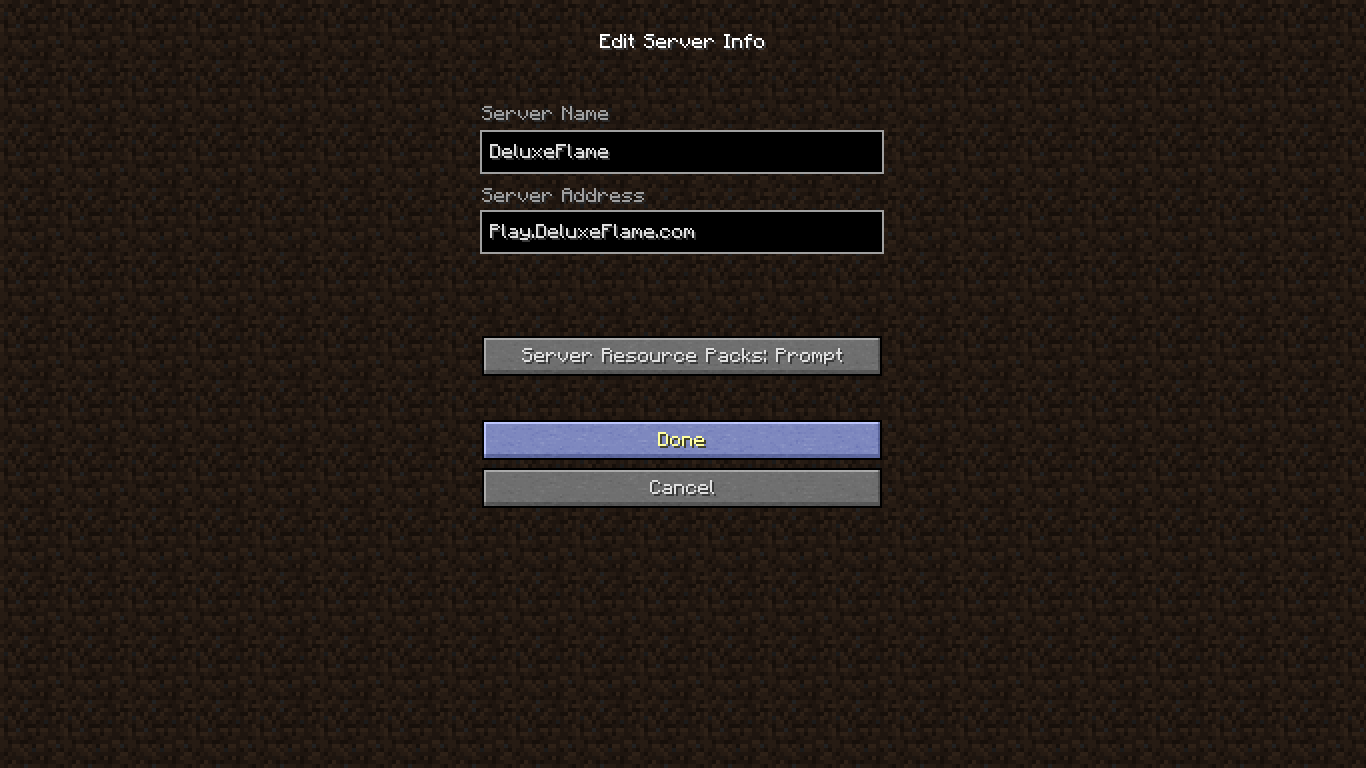 Edit Server Info
Server Name
DeluxeFlame
Server Address
Play.DeluxeFlame.com
Server Resource Packs: Prompt
Done
Cancel